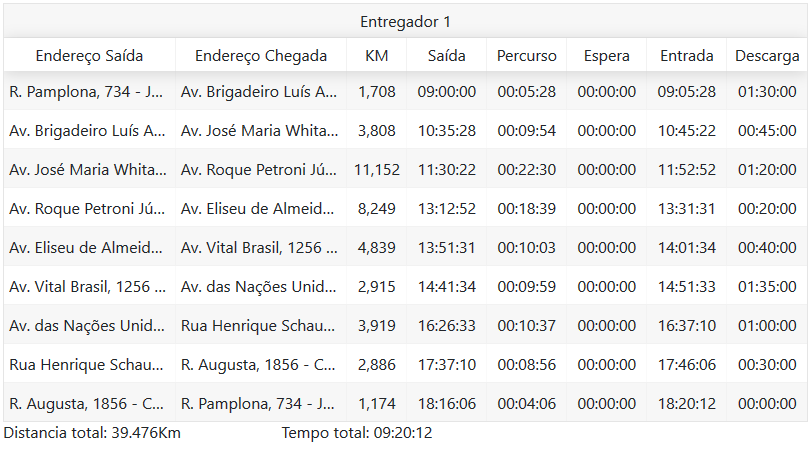 Entregador 1
Endereço Saída Endereço Chegada KM Saída Percurso Espera Entrada Descarga
R. Pamplona, 734 - J... Av. Brigadeiro Luís A... 1,708 09:00:00 00:05:28 00:00:00 09:05:28 01:30:00
Av. Brigadeiro Luís A... Av. José Maria Whita... 3,808 10:35:28 00:09:54 00:00:00 10:45:22 00:45:00
Av. José Maria Whita... Av. Roque Petroni Jú... 11,152 11:30:22 00:22:30 00:00:00 11:52:52 01:20:00
Av. Roque Petroni Jú... Av. Eliseu de Almeid... 8,249 13:12:52 00:18:39 00:00:00 13:31:31 00:20:00
Av. Eliseu de Almeid... Av. Vital Brasil, 1256 ... 4,839 13:51:31 00:10:03 00:00:00 14:01:34 00:40:00
Av. Vital Brasil, 1256 ... Av. das Nações Unid... 2,915 14:41:34 00:09:59 00:00:00 14:51:33 01:35:00
Av. das Nações Unid... Rua Henrique Schau... 3,919 16:26:33 00:10:37 00:00:00 16:37:10 01:00:00
Rua Henrique Schau... R. Augusta, 1856 - C... 2,886 17:37:10 00:08:56 00:00:00 17:46:06 00:30:00
R. Augusta, 1856 - C... R. Pamplona, 734 - J... 1,174 18:16:06 00:04:06 00:00:00 18:20:12 00:00:00
Distancia total: 39.476Km Tempo total: 09:20:12